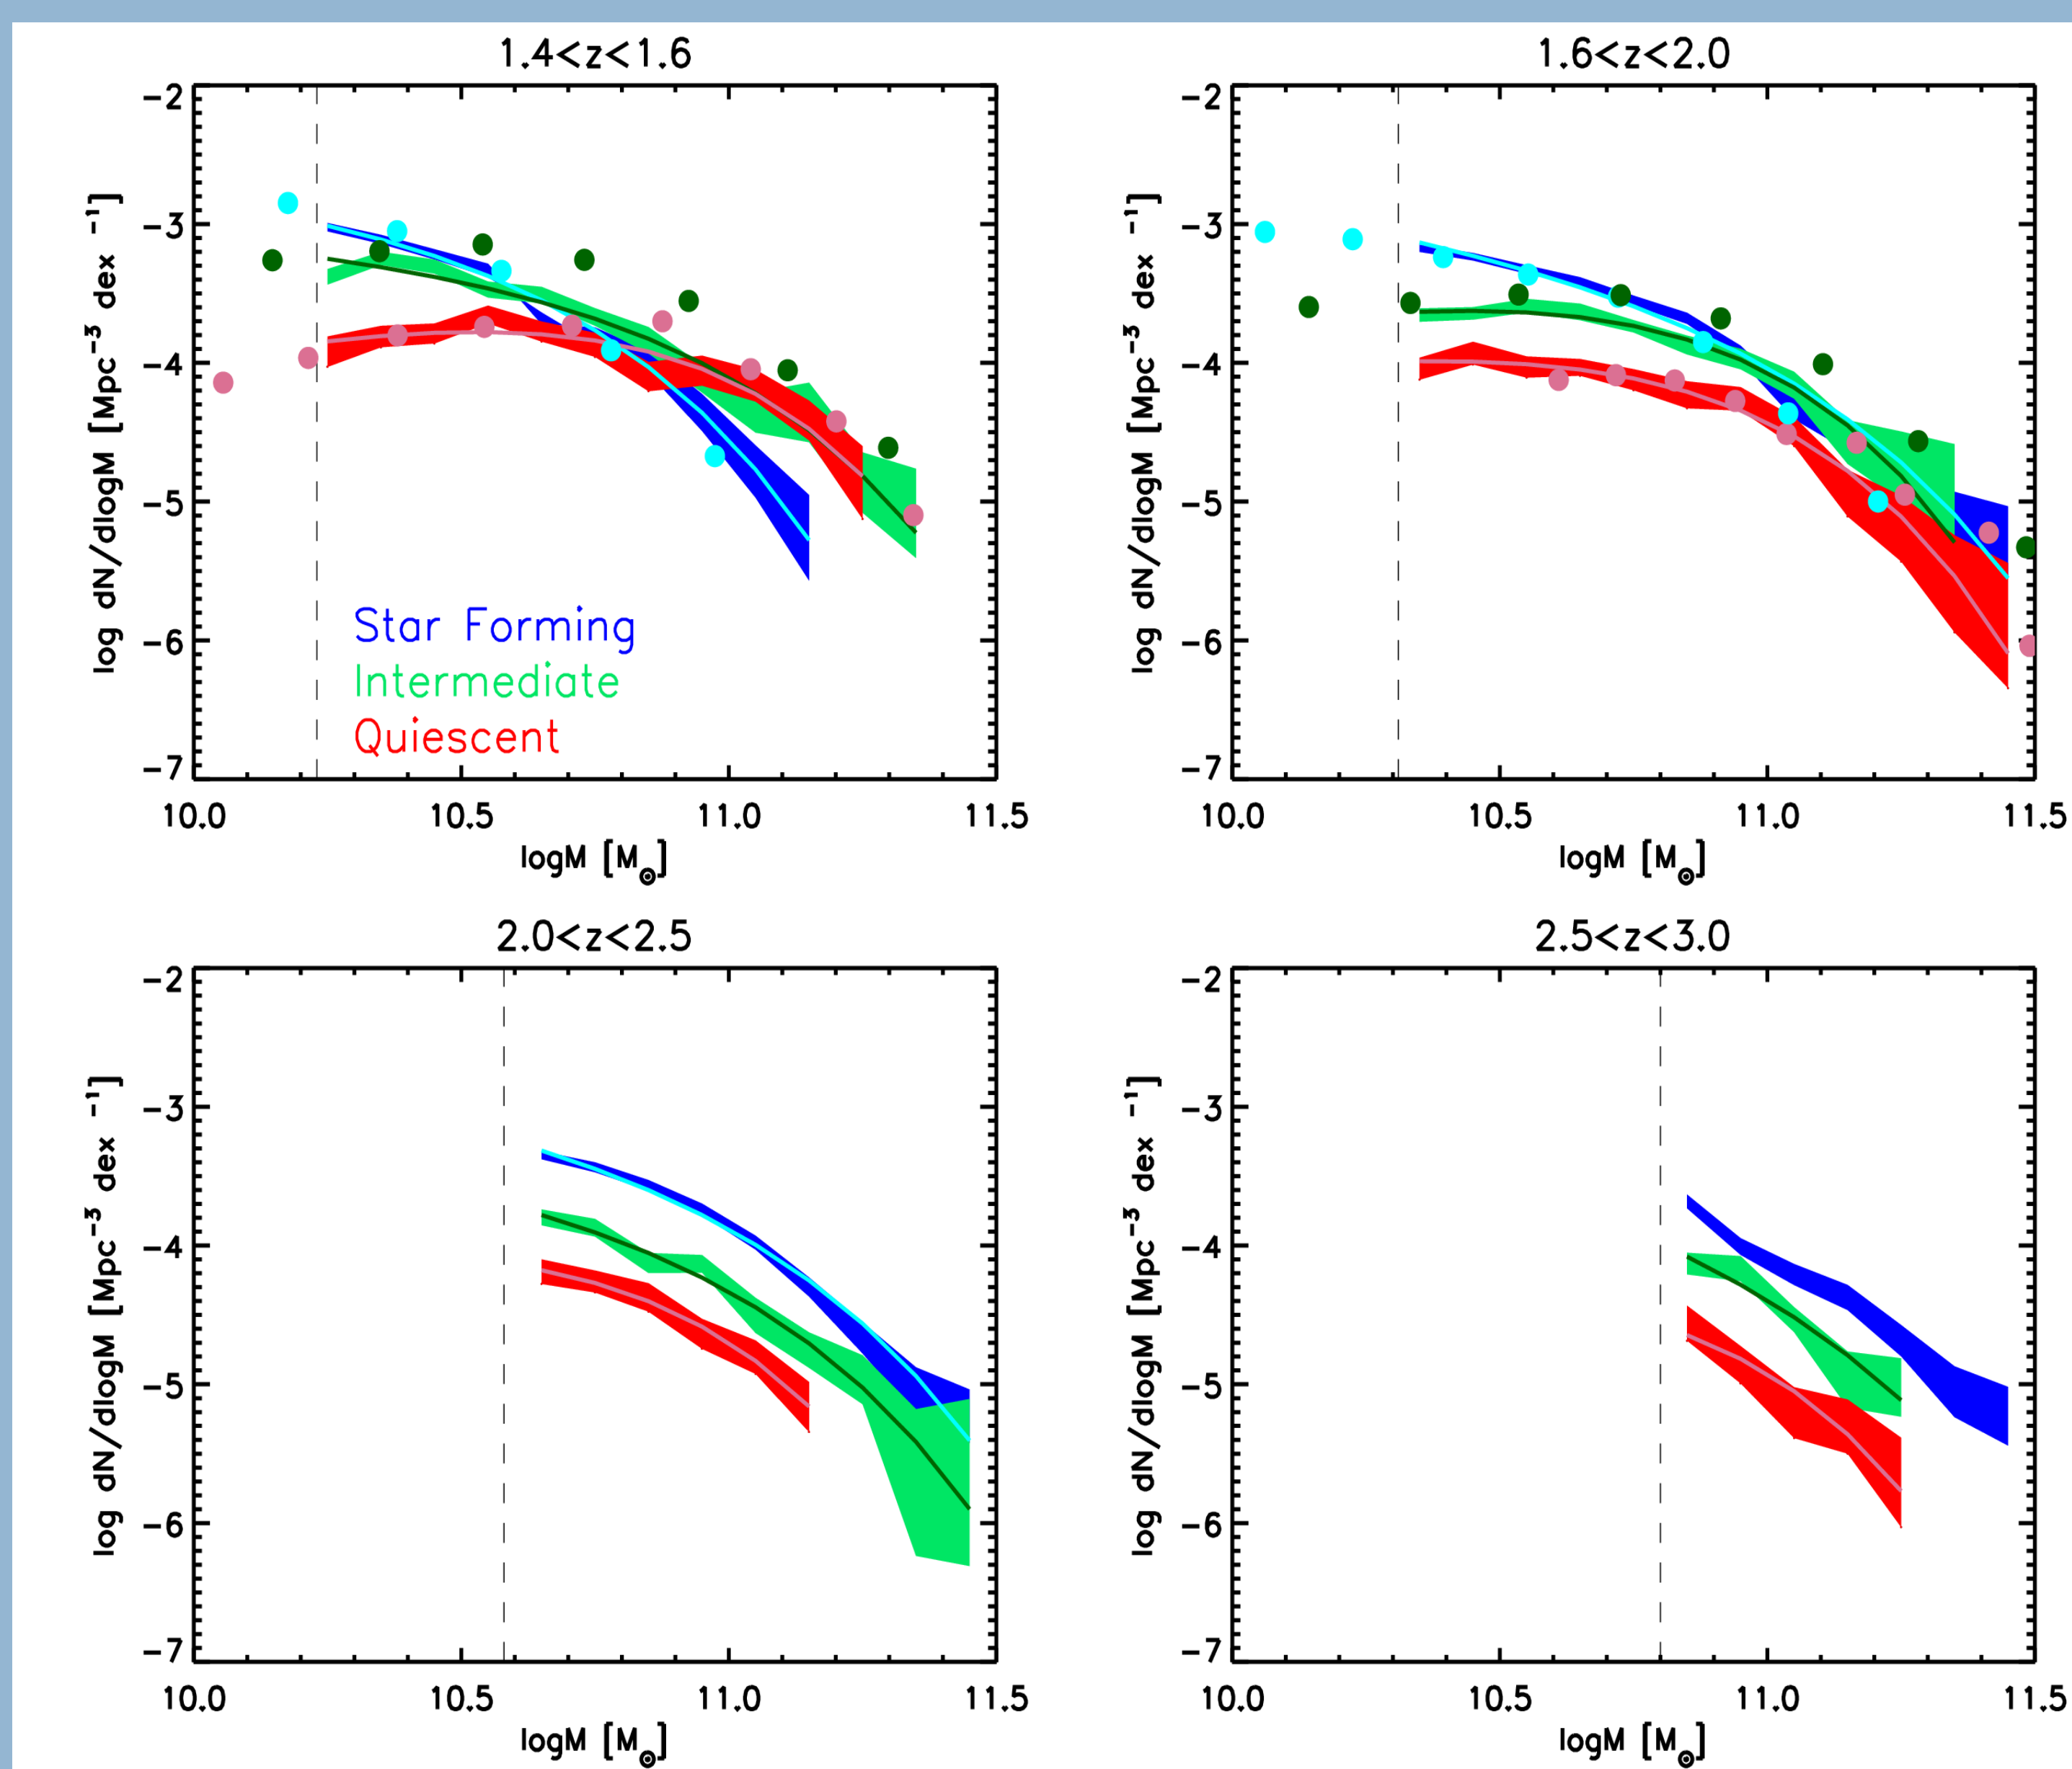 1.4<z<1.6
1.6<z<2.0
-2
-3
-4
-5
-6
-7
log dN/dlogM [Mpc⁻³ dex ⁻¹]
Star Forming
Intermediate
Quiescent
10.0 10.5 11.0 11.5
logM [M⊙]
-2
-3
-4
-5
-6
-7
log dN/dlogM [Mpc⁻³ dex ⁻¹]
10.0 10.5 11.0 11.5
logM [M⊙]
2.0<z<2.5
2.5<z<3.0
-2
-3
-4
-5
-6
-7
log dN/dlogM [Mpc⁻³ dex ⁻¹]
10.0 10.5 11.0 11.5
logM [M⊙]
-2
-3
-4
-5
-6
-7
log dN/dlogM [Mpc⁻³ dex ⁻¹]
10.0 10.5 11.0 11.5
logM [M⊙]